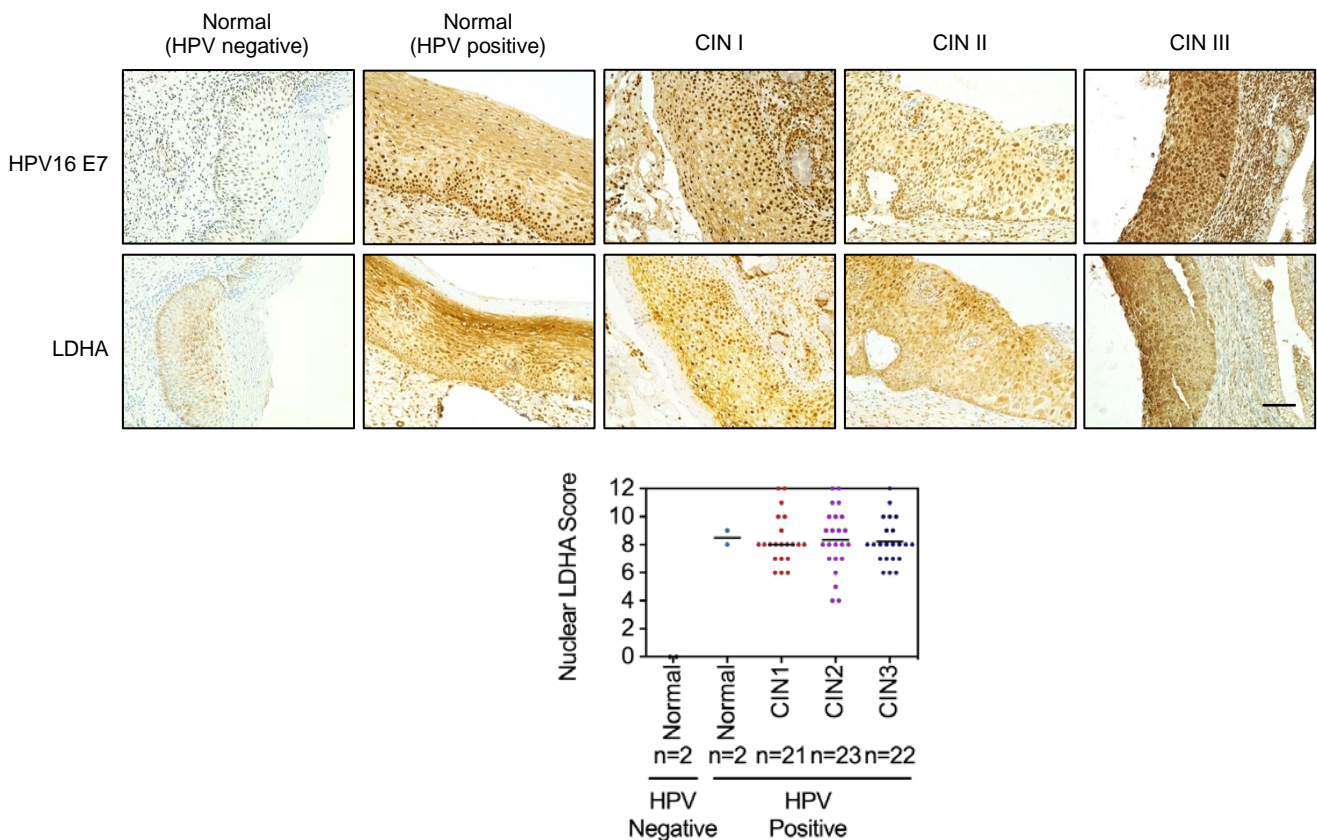 Normal
(HPV negative)
Normal
(HPV positive)
CIN I
CIN II
CIN III
HPV16 E7
LDHA
Nuclear LDHA Score
12
10
8
6
4
2
0
Normal
Normal
CIN1
CIN2
CIN3
n=2
n=2
n=21
n=23
n=22
HPV
Negative
HPV
Positive